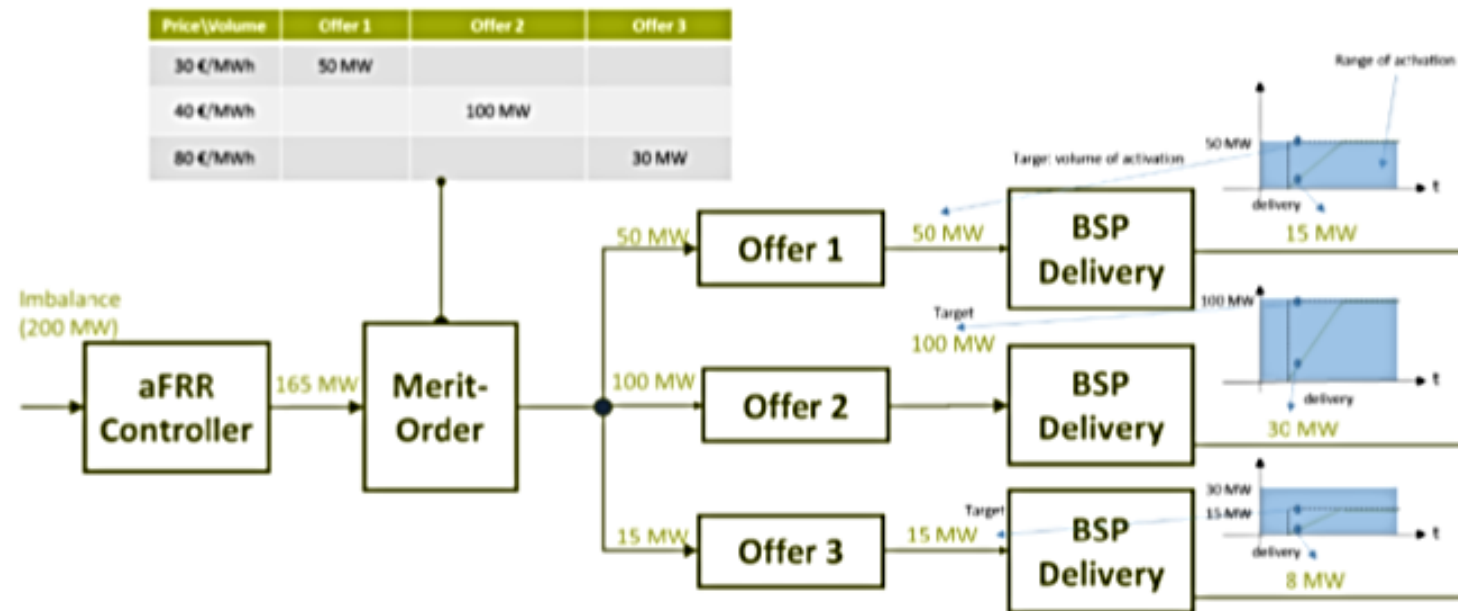 Price\Volume Offer 1 Offer 2 Offer 3
30 €/MWh 50 MW
40 €/MWh 100 MW
80 €/MWh 30 MW
Range of activation
50 MW
t
delivery
15 MW
Target volume of activation
50 MW
Offer 1
50 MW
BSP
Delivery
Imbalance
(200 MW)
aFRR
Controller
165 MW
Merit-
Order
100 MW
Offer 2
Target
100 MW
BSP
Delivery
100 MW
t
delivery
30 MW
15 MW
Offer 3
Target
15 MW
BSP
Delivery
30 MW
15 MW
t
delivery
8 MW